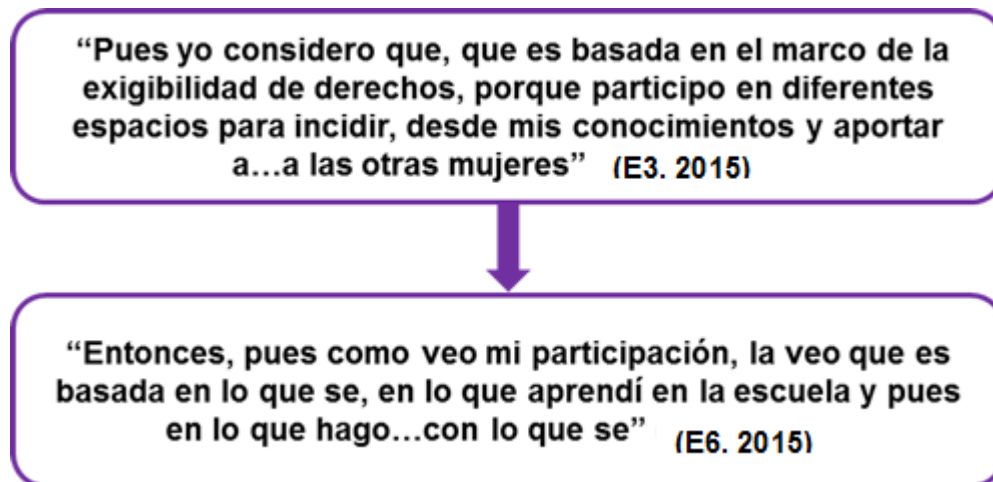 “Pues yo considero que, que es basada en el marco de la
exigibilidad de derechos, porque participo en diferentes
espacios para incidir, desde mis conocimientos y aportar
a…a las otras mujeres” (E3. 2015)
“Entonces, pues como veo mi participación, la veo que es
basada en lo que se, en lo que aprendí en la escuela y pues
en lo que hago…con lo que se” (E6. 2015)